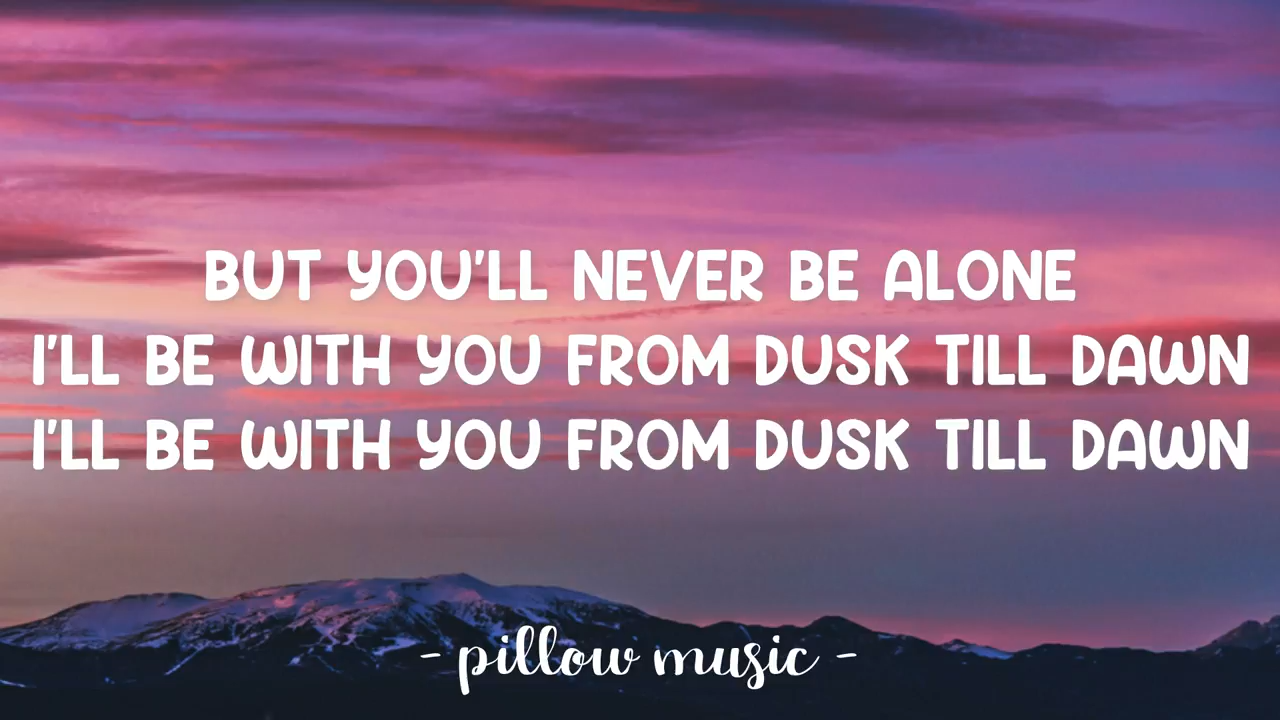 BUT YOU'LL NEVER BE ALONE
I'LL BE WITH YOU FROM DUSK TILL DAWN
I'LL BE WITH YOU FROM DUSK TILL DAWN
- pillow music -